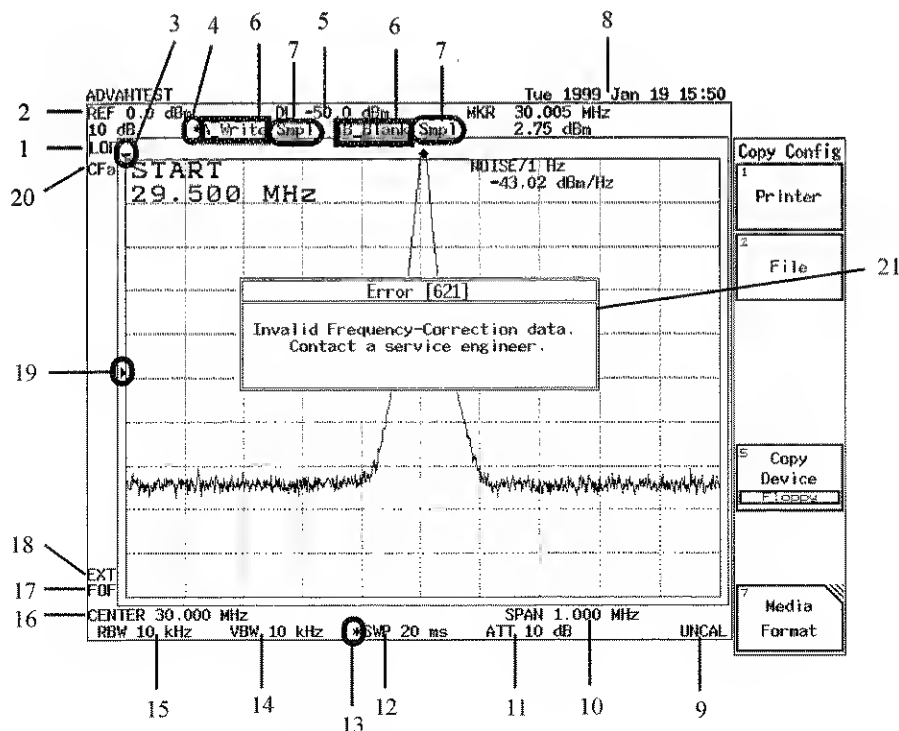 3 4 6 7 5 6 7 8
ADVANTEST Tue 1999 Jan 19 15:50
2 REF 0.0 dBm DL -50.0 dBm MKR 30.005 MHz
10 dB *A_Write Smpl B_Blank Smpl 2.75 dBm
1
20 START NOISE/1 Hz
29.500 MHz -43.02 dBm/Hz
Copy Config
1
Printer
2
File
21
Error [621]
Invalid Frequency-Correction data.
Contact a service engineer.
19
5
Copy
Device
Floppy
18 EXT
17 FOF
16 CENTER 30.000 MHz SPAN 1.000 MHz
RBW 10 kHz VBW 10 kHz *SWP 20 ms ATT 10 dB UNCAL
7
Media
Format
15 14 13 12 11 10 9